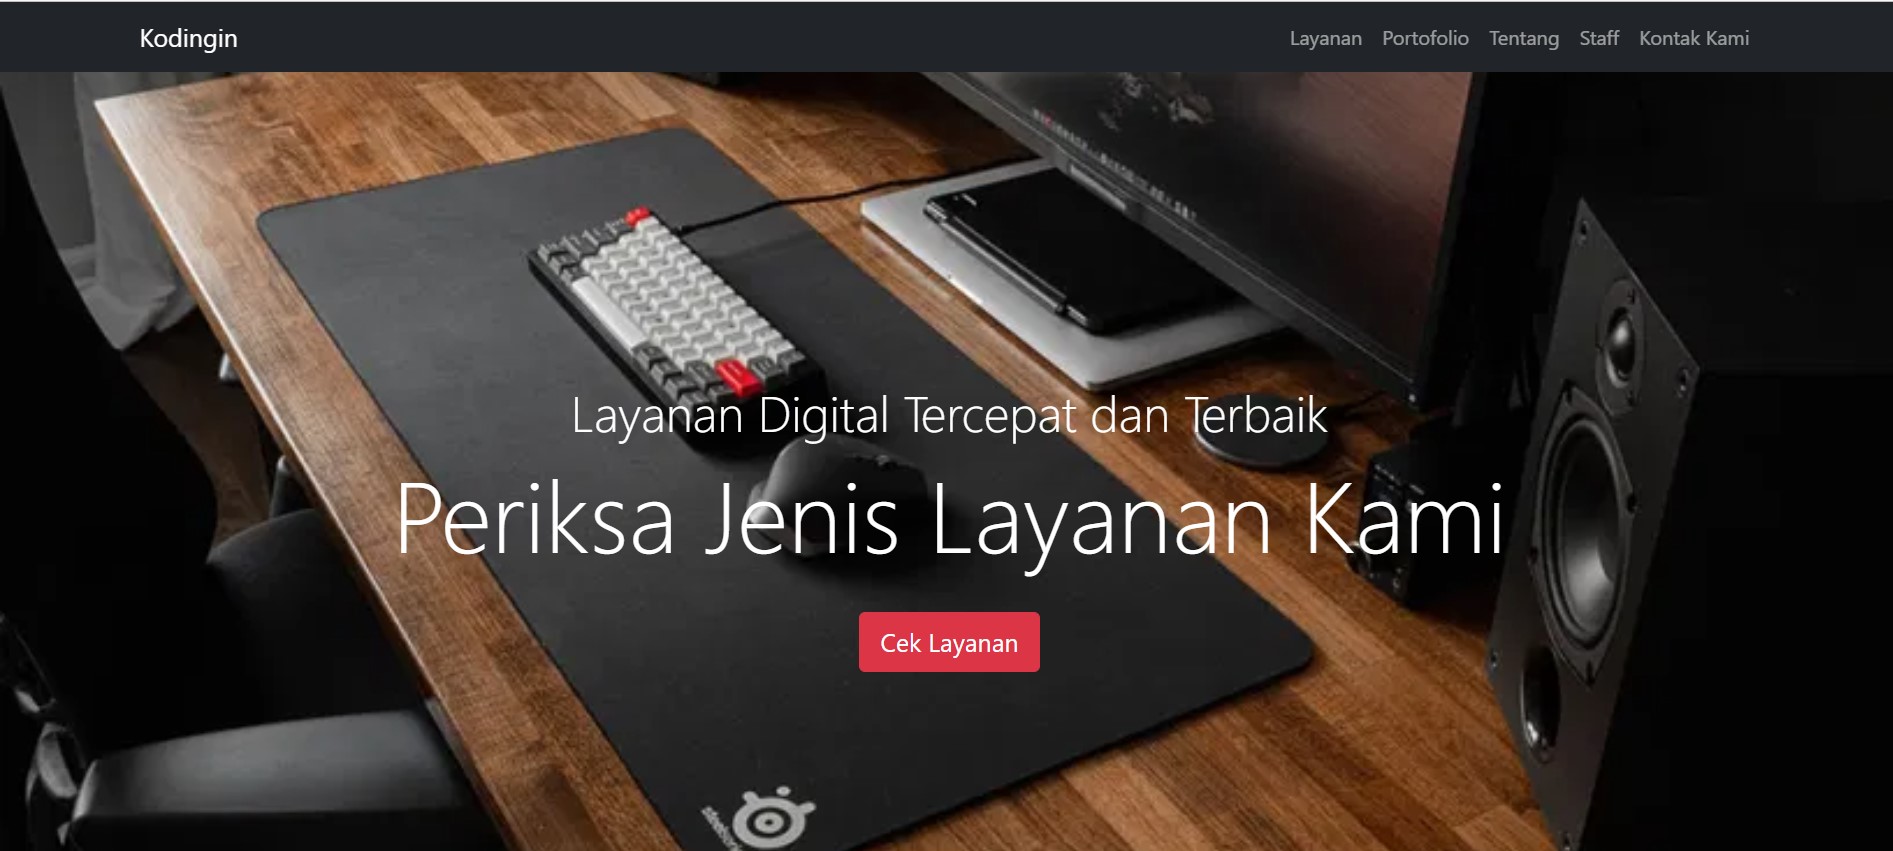 Kodingin
Layanan Portofolio Tentang Staff Kontak Kami
Layanan Digital Tercepat dan Terbaik
Periksa Jenis Layanan Kami
Cek Layanan